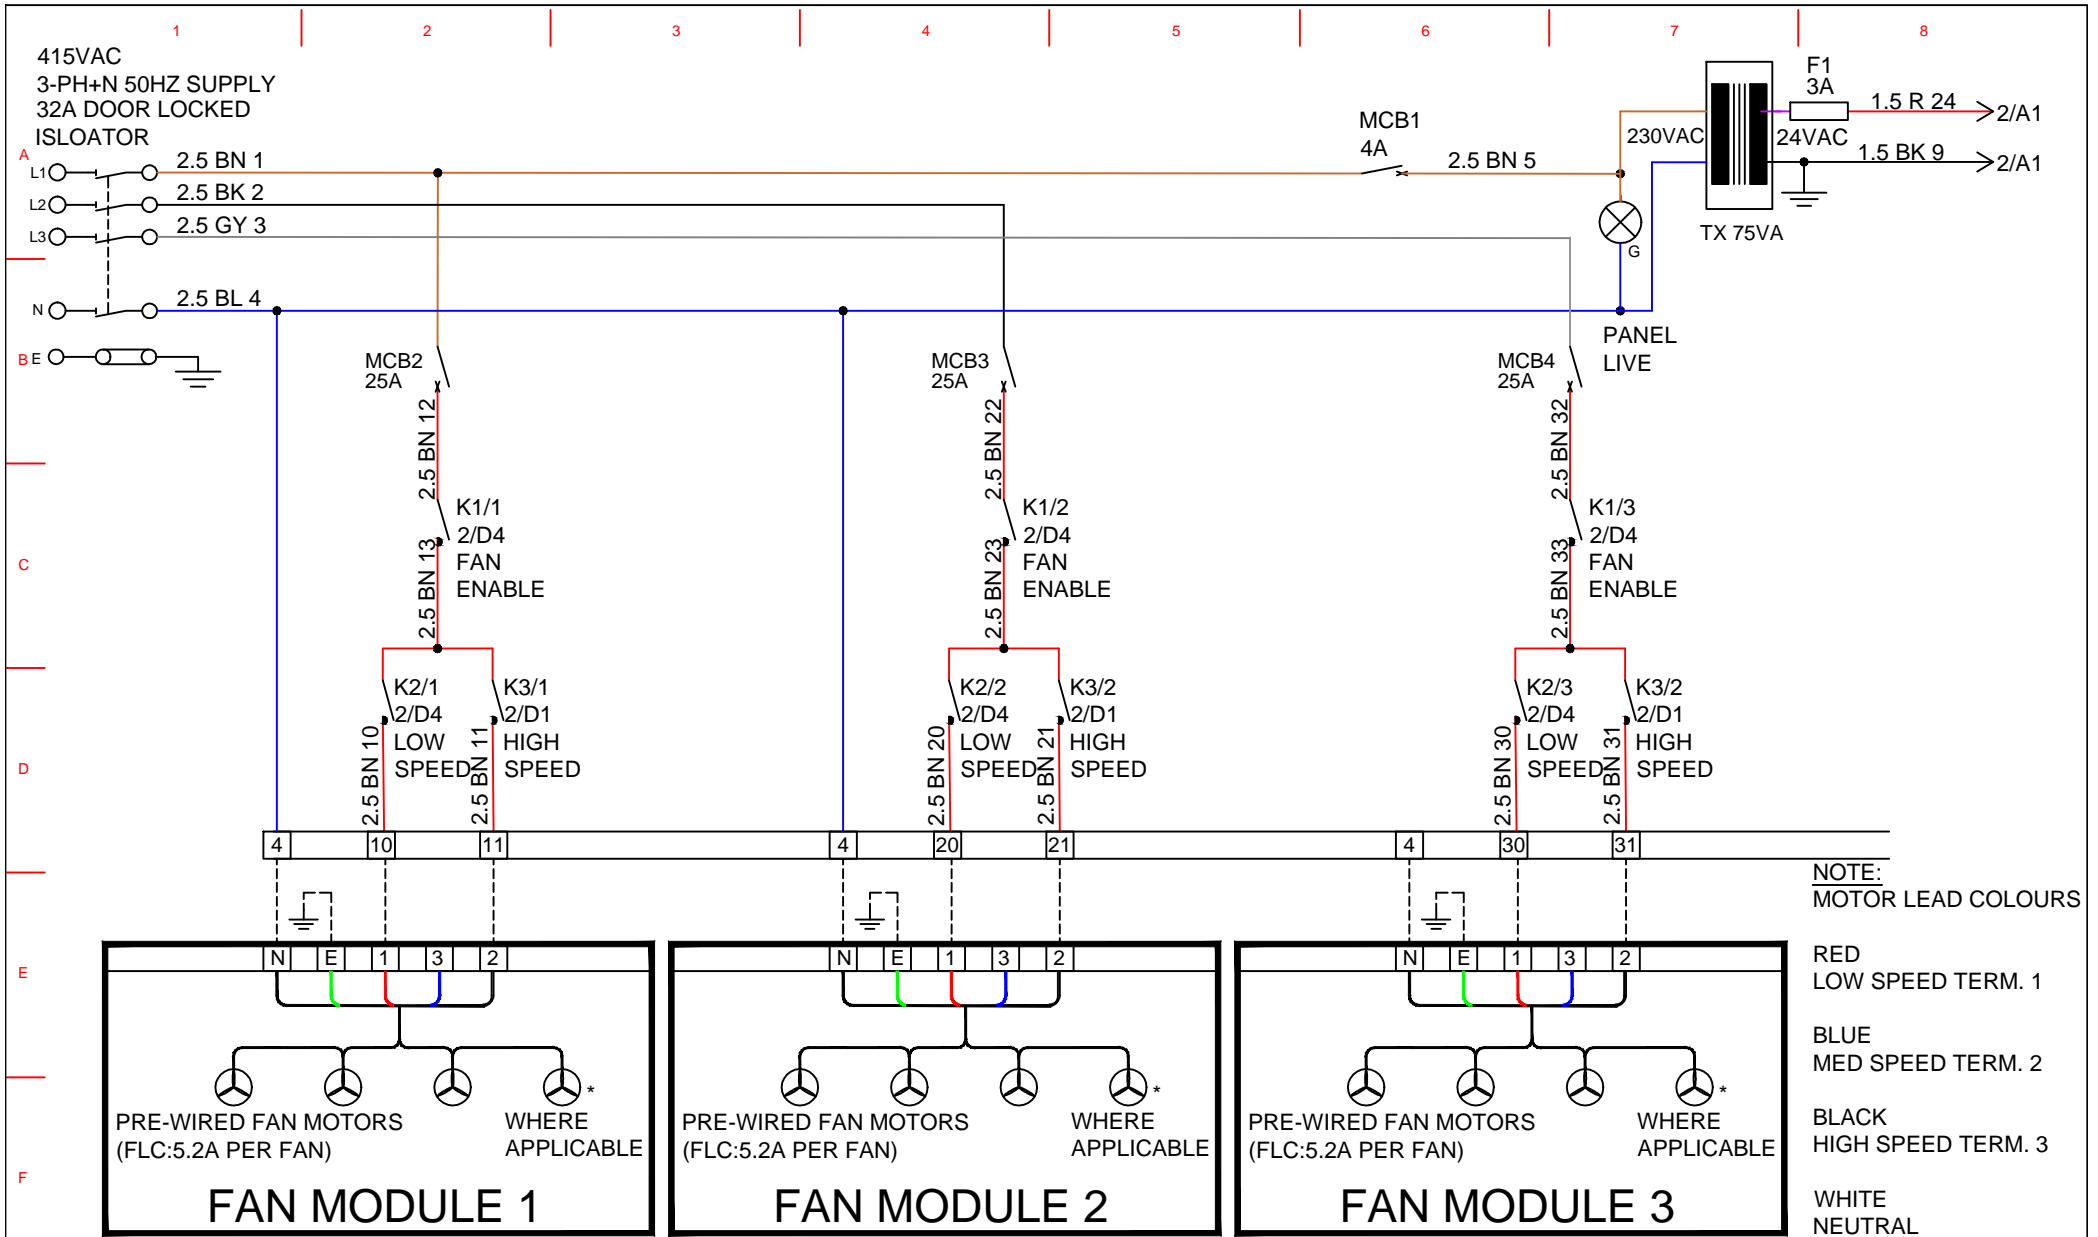 1 2 3 4 5 6 7 8
415VAC
3-PH+N 50HZ SUPPLY
32A DOOR LOCKED
ISLOATOR
A
L1
2.5 BN 1
L2
2.5 BK 2
L3
2.5 GY 3
N
2.5 BL 4
B
E
MCB1
4A
2.5 BN 5
230VAC
24VAC
F1
3A
1.5 R 24
2/A1
1.5 BK 9
2/A1
TX 75VA
G
PANEL
LIVE
MCB2
25A
MCB3
25A
MCB4
25A
2.5 BN 12
2.5 BN 22
2.5 BN 32
C
K1/1
2/D4
FAN
ENABLE
K1/2
2/D4
FAN
ENABLE
K1/3
2/D4
FAN
ENABLE
2.5 BN 13
2.5 BN 23
2.5 BN 33
D
K2/1
2/D4
LOW
SPEED
K3/1
2/D1
HIGH
SPEED
K2/2
2/D4
LOW
SPEED
K3/2
2/D1
HIGH
SPEED
K2/3
2/D4
LOW
SPEED
K3/2
2/D1
HIGH
SPEED
2.5 BN 10
2.5 BN 11
2.5 BN 20
2.5 BN 21
2.5 BN 30
2.5 BN 31
4 10 11 4 20 21 4 30 31
E
N E 1 3 2
N E 1 3 2
N E 1 3 2
F
*
PRE-WIRED FAN MOTORS
(FLC:5.2A PER FAN)
WHERE
APPLICABLE
FAN MODULE 1
*
PRE-WIRED FAN MOTORS
(FLC:5.2A PER FAN)
WHERE
APPLICABLE
FAN MODULE 2
*
PRE-WIRED FAN MOTORS
(FLC:5.2A PER FAN)
WHERE
APPLICABLE
FAN MODULE 3
NOTE:
MOTOR LEAD COLOURS
RED
LOW SPEED TERM. 1
BLUE
MED SPEED TERM. 2
BLACK
HIGH SPEED TERM. 3
WHITE
NEUTRAL